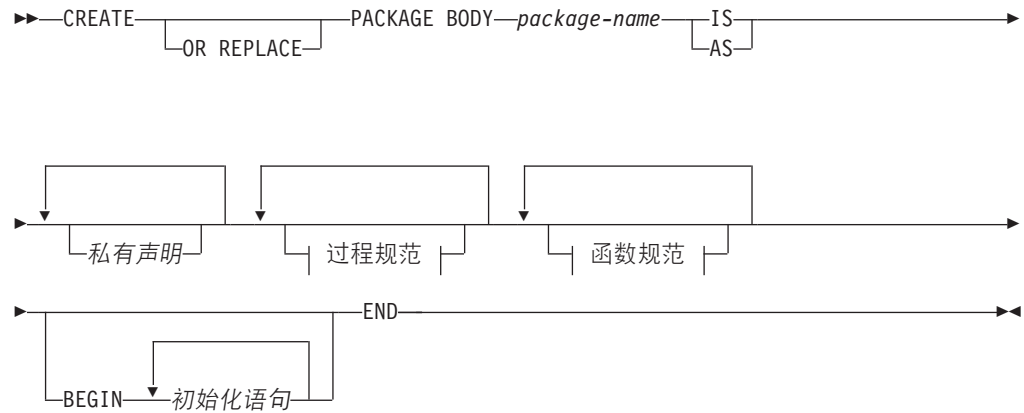 CREATE PACKAGE BODY package-name IS
OR REPLACE AS
私有声明 过程规范 函数规范
END
BEGIN 初始化语句